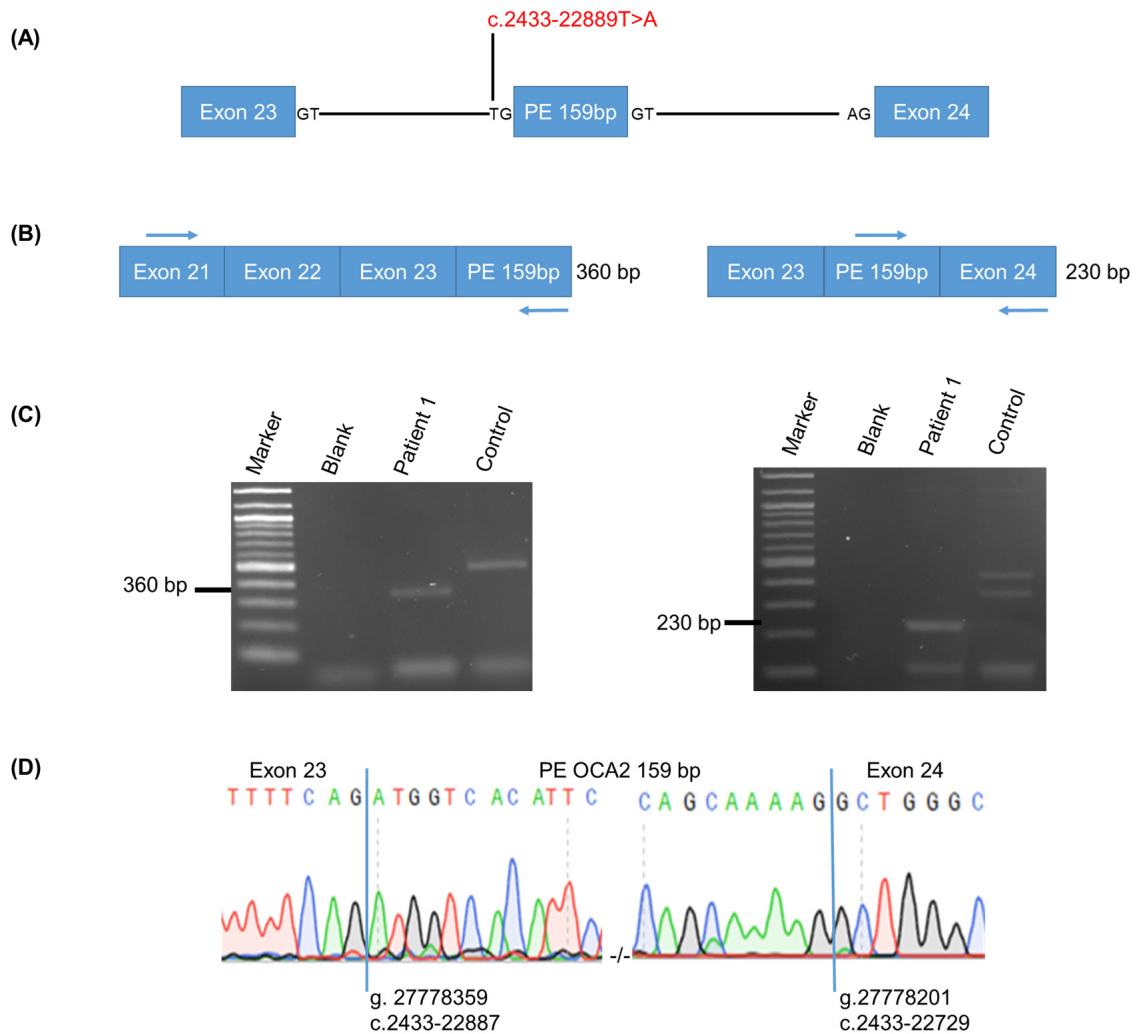 (A)
c.2433-22889T>A
Exon 23 GT TG PE 159bp GT AG Exon 24
(B)
Exon 21 Exon 22 Exon 23 PE 159bp 360 bp
Exon 23 PE 159bp Exon 24 230 bp
(C)
Marker Blank Patient 1 Control
360 bp
Marker Blank Patient 1 Control
230 bp
(D)
Exon 23 PE OCA2 159 bp Exon 24
TTTTCAGATGGTCACATTC CAGCAAAAGGCTGGGC
-/-
g. 27778359
c.2433-22887
g.27778201
c.2433-22729